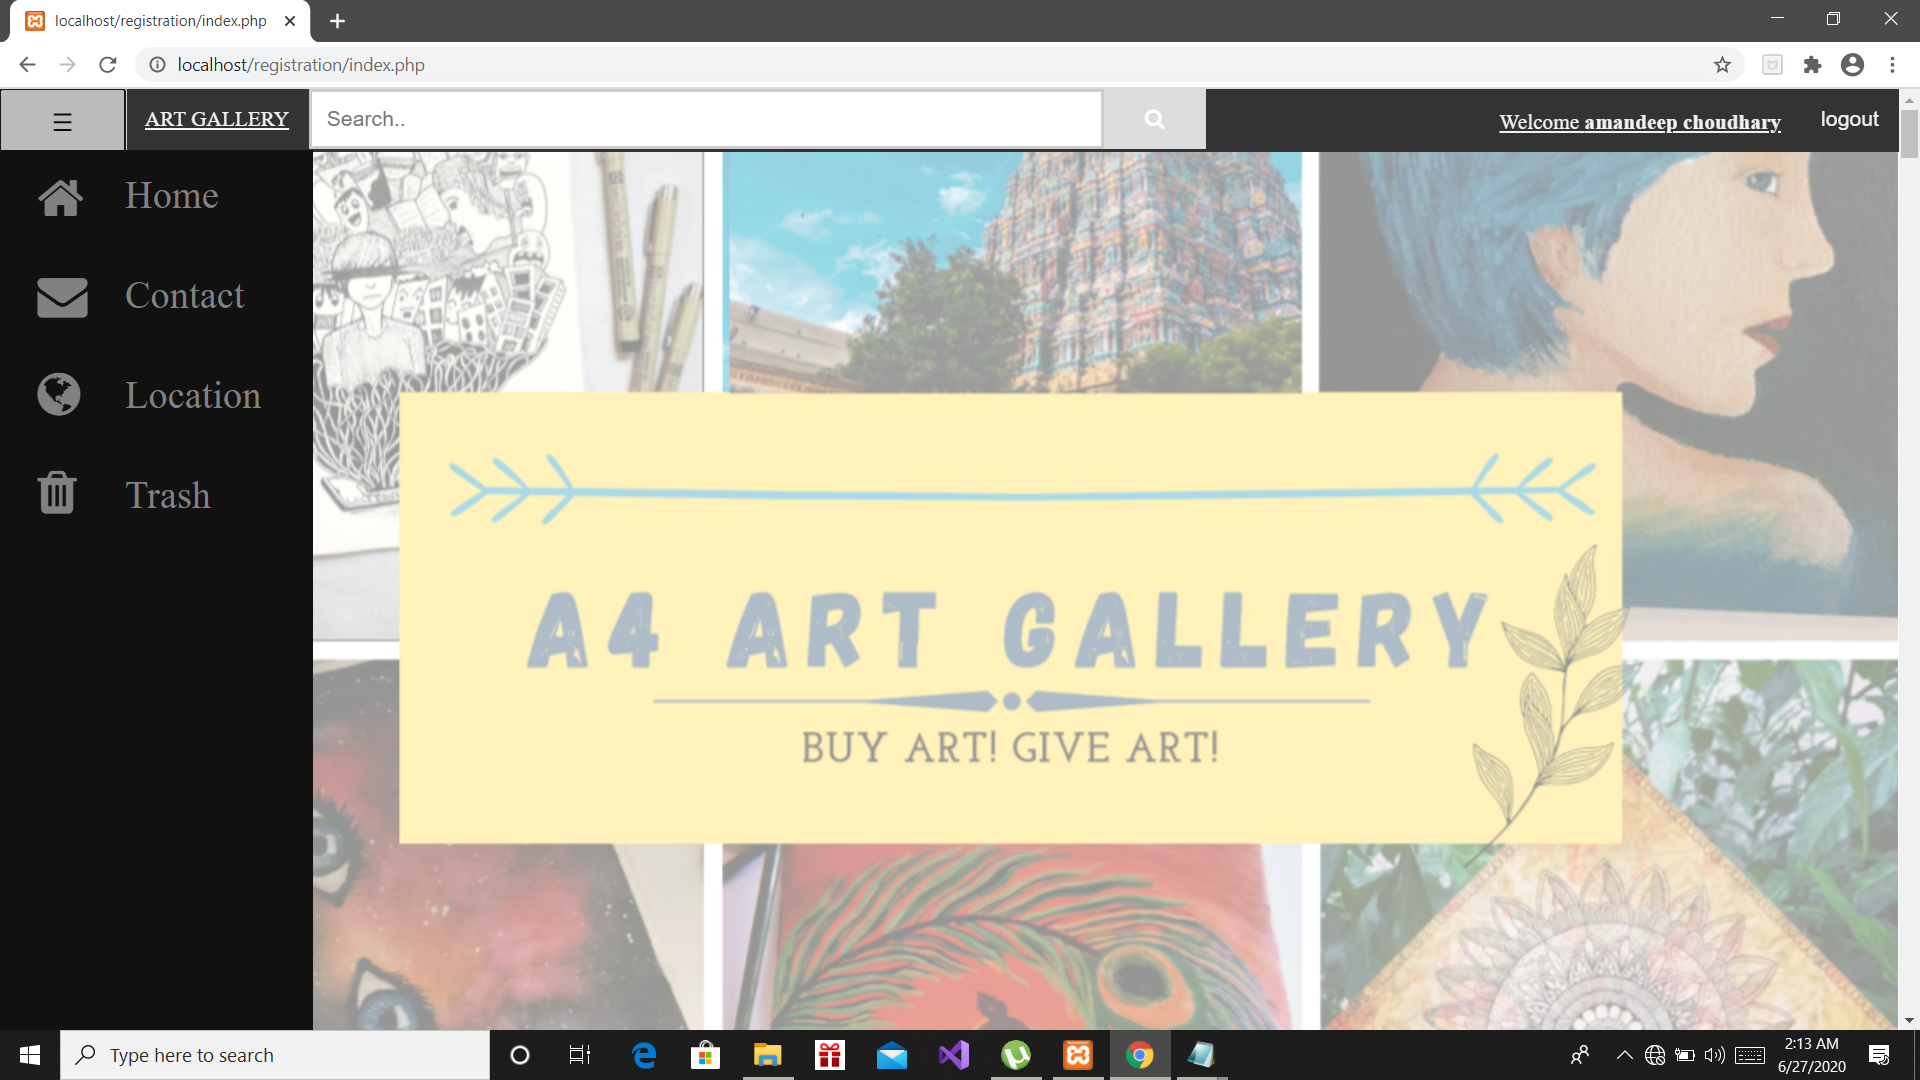 localhost/registration/index.php
localhost/registration/index.php
ART GALLERY
Search..
Welcome amandeep choudhary
logout
Home
Contact
Location
Trash
A4 ART GALLERY
BUY ART! GIVE ART!
Type here to search
2:13 AM
6/27/2020